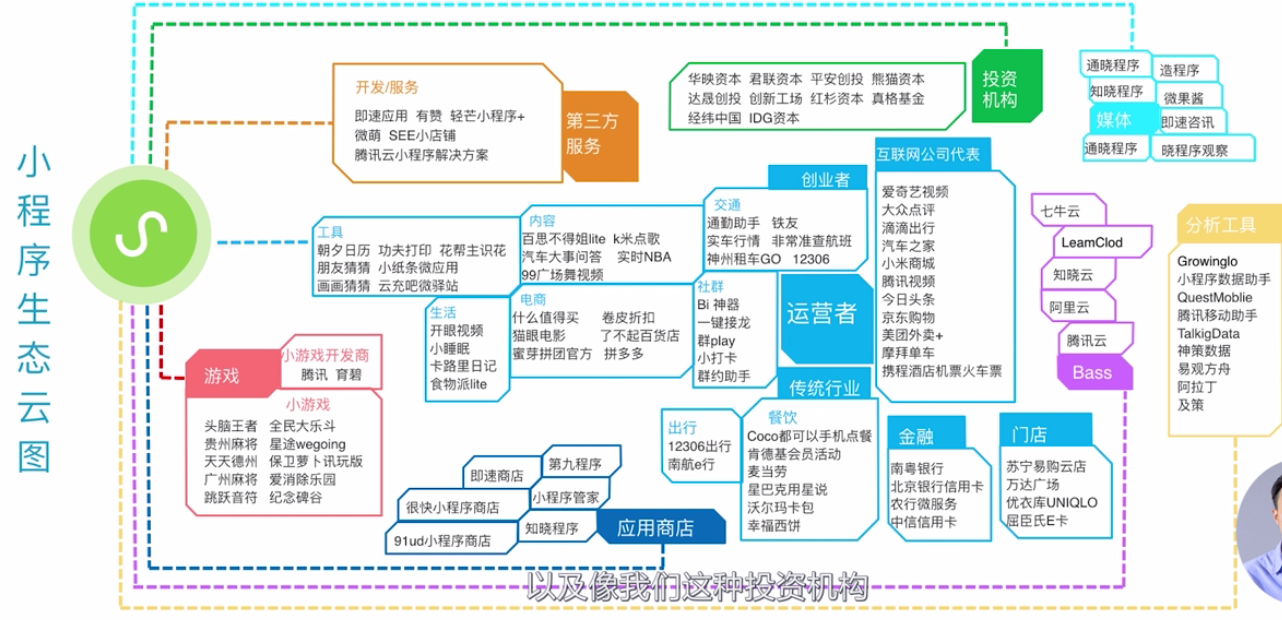 小程序生态云图
开发/服务
即速应用 有赞 轻芒小程序+
微萌 SEE小店铺
腾讯云小程序解决方案
第三方
服务
华映资本 君联资本 平安创投 熊猫资本
达晟创投 创新工场 红杉资本 真格基金
经纬中国 IDG资本
投资
机构
通晓程序
造程序
知晓程序
微果酱
媒体
即速咨讯
通晓程序
晓程序观察
工具
朝夕日历 功夫打印 花帮主识花
朋友猜猜 小纸条微应用
画画猜猜 云充吧微驿站
内容
百思不得姐lite k米点歌
汽车大事问答 实时NBA
99广场舞视频
创业者
交通
通勤助手 铁友
实车行情 非常准查航班
神州租车GO 12306
互联网公司代表
爱奇艺视频
大众点评
滴滴出行
汽车之家
小米商城
腾讯视频
今日头条
京东购物
美团外卖+
摩拜单车
携程酒店机票火车票
生活
开眼视频
小睡眠
卡路里日记
食物派lite
电商
什么值得买 卷皮折扣
猫眼电影 了不起百货店
蜜芽拼团官方 拼多多
社群
Bi 神器
一键接龙
群play
小打卡
群约助手
运营者
七牛云
LeamClod
知晓云
阿里云
腾讯云
Bass
分析工具
GrowingIo
小程序数据助手
QuestMoblie
腾讯移动助手
TalkigData
神策数据
易观方舟
阿拉丁
及策
游戏
小游戏开发商
腾讯 育碧
小游戏
头脑王者 全民大乐斗
贵州麻将 星途wegoing
天天德州 保卫萝卜讯玩版
广州麻将 爱消除乐园
跳跃音符 纪念碑谷
传统行业
出行
12306出行
南航e行
餐饮
Coco都可以手机点餐
肯德基会员活动
麦当劳
星巴克用星说
沃尔玛卡包
幸福西饼
金融
南粤银行
北京银行信用卡
农行微服务
中信信用卡
门店
苏宁易购云店
万达广场
优衣库UNIQLO
屈臣氏E卡
即速商店
第九程序
很快小程序商店
小程序管家
91ud小程序商店
知晓程序
应用商店
以及像我们这种投资机构